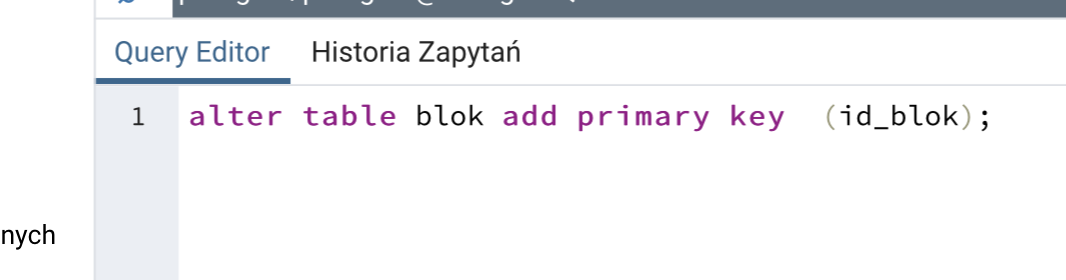 Query Editor Historia Zapytań
1 alter table blok add primary key (id_blok);
nych